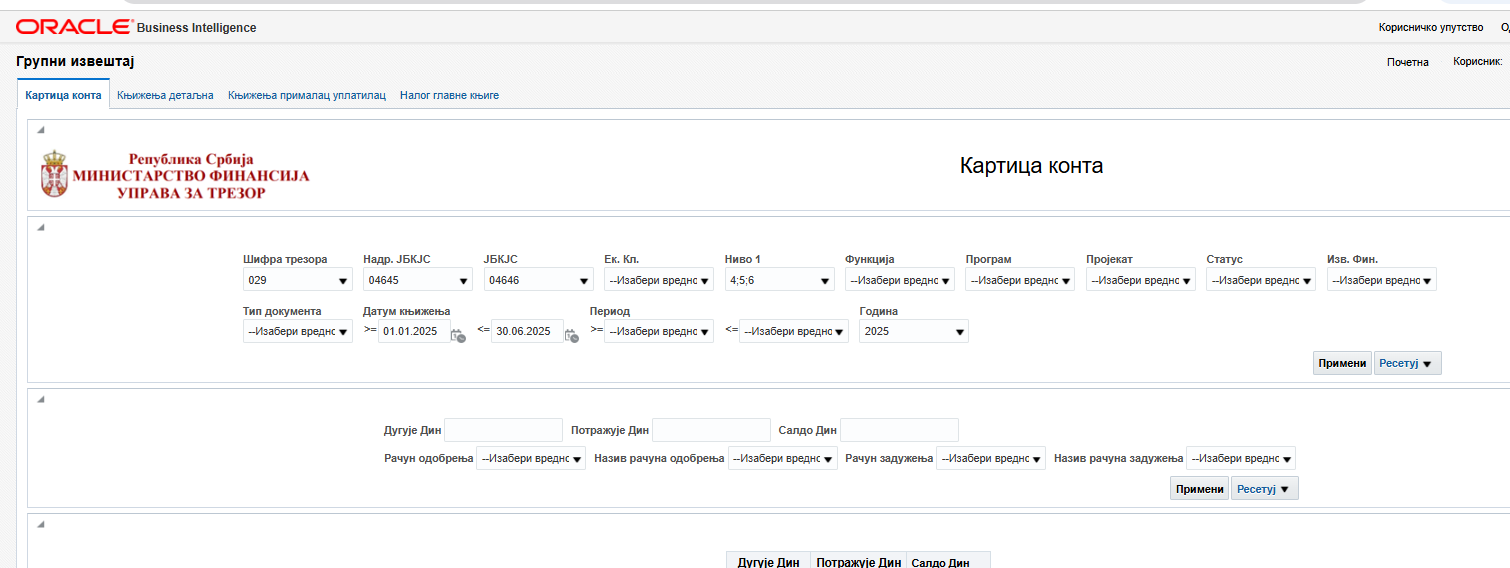 ORACLE Business Intelligence
Корисничко упутство
Групни извештај
Почетна Корисник:
Картица конта Књижења детаљна Књижења прималац уплатилац Налог главне књиге
Република Србија
МИНИСТАРСТВО ФИНАНСИЈА
УПРАВА ЗА ТРЕЗОР
Картица конта
Шифра трезора Надр. ЈБКЈС ЈБКЈС Ек. Кл. Ниво 1 Функција Програм Пројекат Статус Изв. Фин.
029 04645 04646 --Изабери вреднс 4;5;6 --Изабери вреднс --Изабери вреднс --Изабери вреднс --Изабери вреднс --Изабери вреднс
Тип документа Датум књижења Период Година
--Изабери вреднс >= 01.01.2025 <= 30.06.2025 >= --Изабери вреднс <= --Изабери вреднс 2025
Примени Ресетуј
Дугује Дин Потражује Дин Салдо Дин
Рачун одобрења --Изабери вреднс Назив рачуна одобрења --Изабери вреднс Рачун задужења --Изабери вреднс Назив рачуна задужења --Изабери вреднс
Примени Ресетуј
Дугује Дин Потражује Дин Салдо Дин